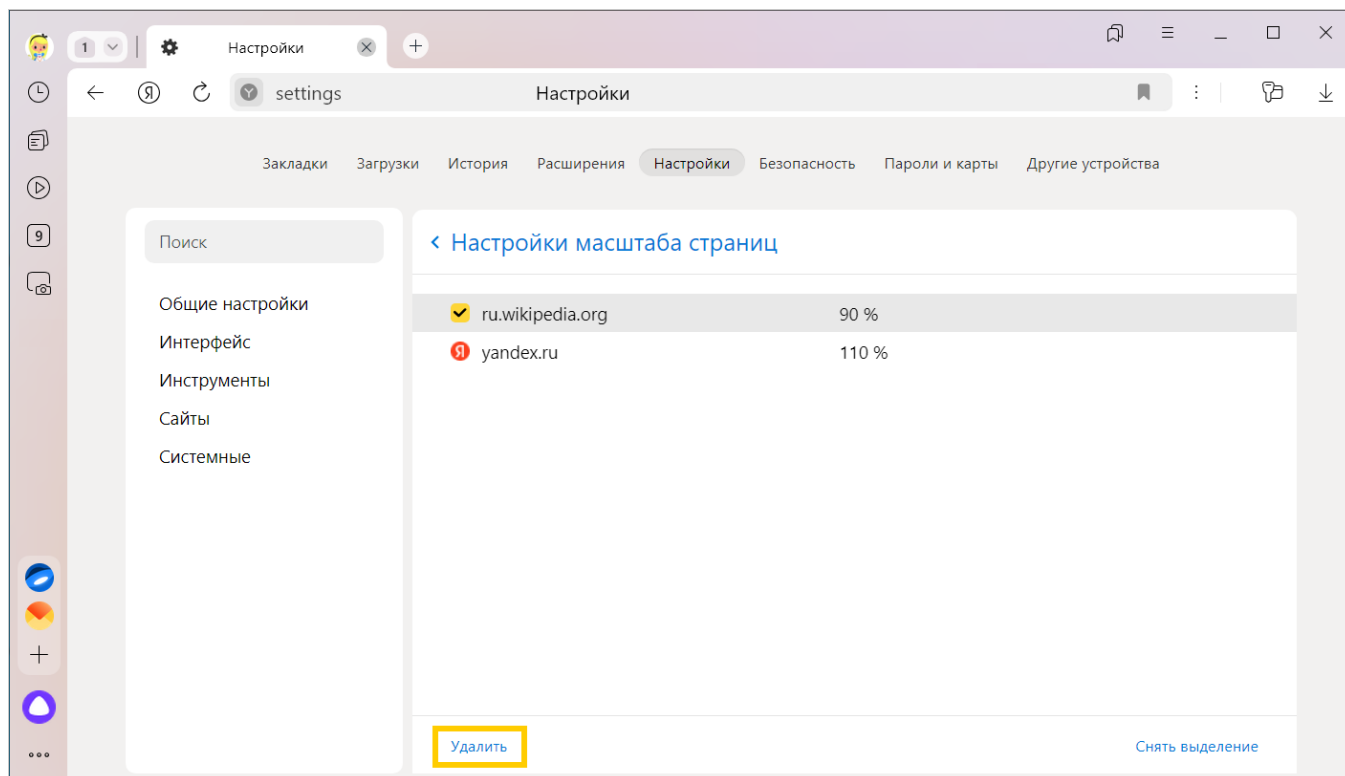 1
Настройки
settings
Настройки
Закладки Загрузки История Расширения Настройки Безопасность Пароли и карты Другие устройства
9
Поиск
Общие настройки
Интерфейс
Инструменты
Сайты
Системные
Настройки масштаба страниц
ru.wikipedia.org 90 %
Я yandex.ru 110 %
Удалить Снять выделение